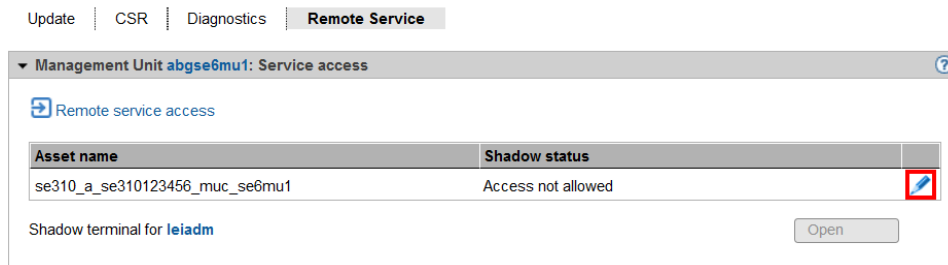 Update CSR Diagnostics Remote Service
Management Unit abgse6mu1: Service access ?
Remote service access
Asset name Shadow status
se310_a_se310123456_muc_se6mu1 Access not allowed
Shadow terminal for leiadm Open